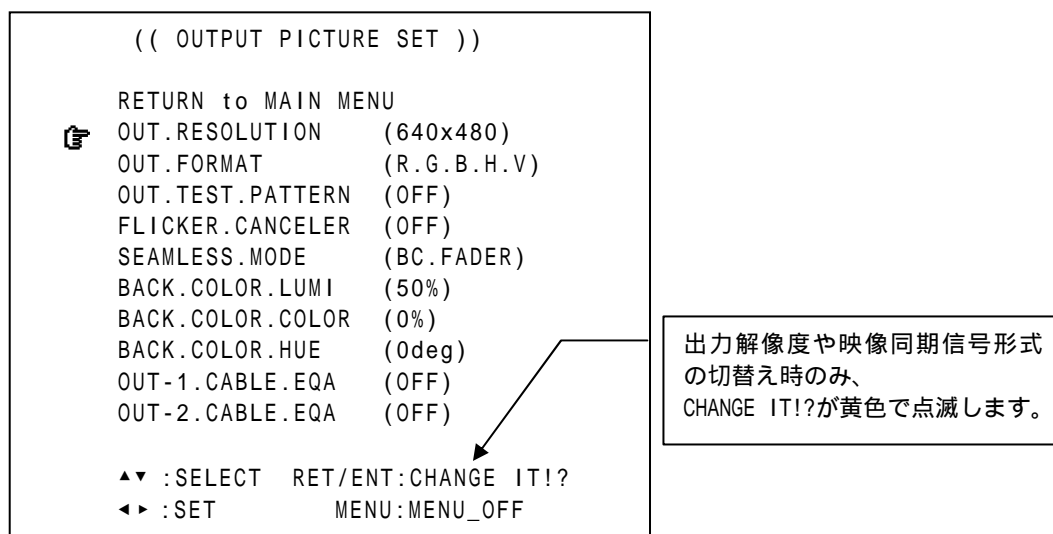 (( OUTPUT PICTURE SET ))
RETURN to MAIN MENU
OUT.RESOLUTION (640x480)
OUT.FORMAT (R.G.B.H.V)
OUT.TEST.PATTERN (OFF)
FLICKER.CANCELER (OFF)
SEAMLESS.MODE (BC.FADER)
BACK.COLOR.LUMI (50%)
BACK.COLOR.COLOR (0%)
BACK.COLOR.HUE (0deg)
OUT-1.CABLE.EQA (OFF)
OUT-2.CABLE.EQA (OFF)
▲▼ :SELECT RET/ENT:CHANGE IT!?
◄► :SET MENU:MENU_OFF
出力解像度や映像同期信号形式
の切替え時のみ、
CHANGE IT!?が黄色で点滅します。